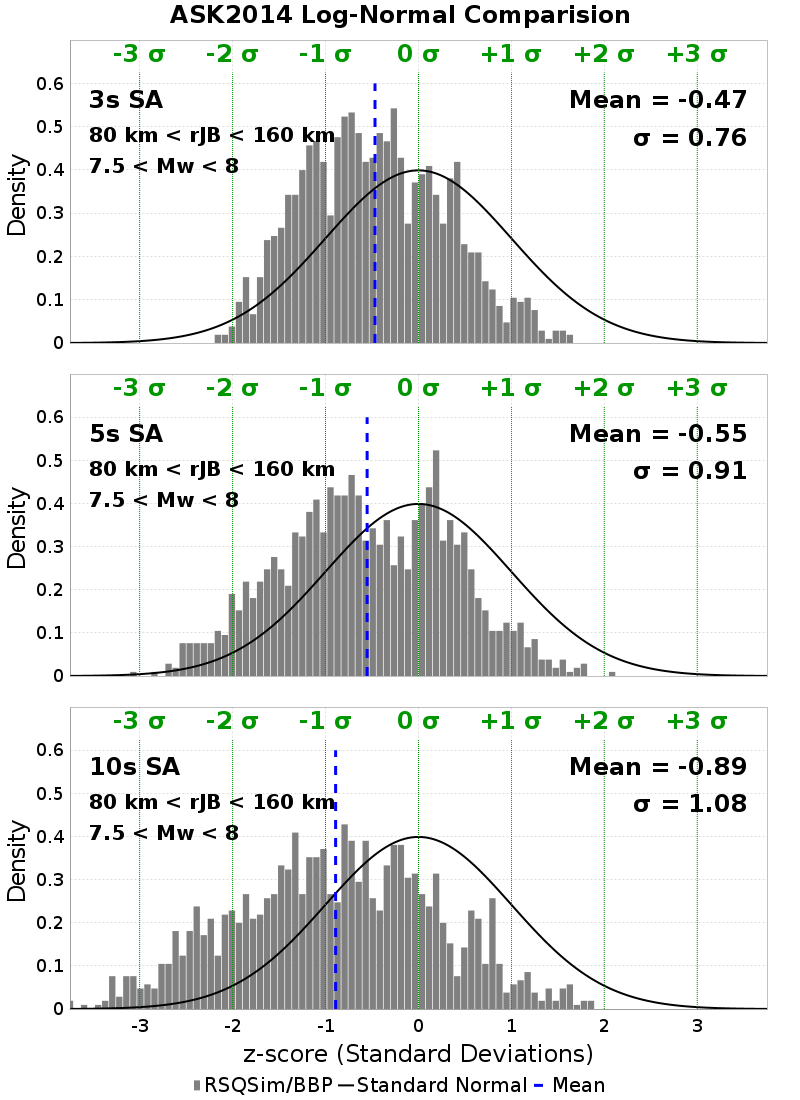 ASK2014 Log-Normal Comparision
-3 σ -2 σ -1 σ 0 σ +1 σ +2 σ +3 σ
3s SA
Mean = -0.47
80 km < rJB < 160 km
σ = 0.76
7.5 < Mw < 8
0.6
0.5
0.4
0.3
0.2
0.1
0
Density
-3 σ -2 σ -1 σ 0 σ +1 σ +2 σ +3 σ
5s SA
Mean = -0.55
80 km < rJB < 160 km
σ = 0.91
7.5 < Mw < 8
0.6
0.5
0.4
0.3
0.2
0.1
0
Density
-3 σ -2 σ -1 σ 0 σ +1 σ +2 σ +3 σ
10s SA
Mean = -0.89
80 km < rJB < 160 km
σ = 1.08
7.5 < Mw < 8
0.6
0.5
0.4
0.3
0.2
0.1
0
Density
-3 -2 -1 0 1 2 3
z-score (Standard Deviations)
RSQSim/BBP Standard Normal Mean